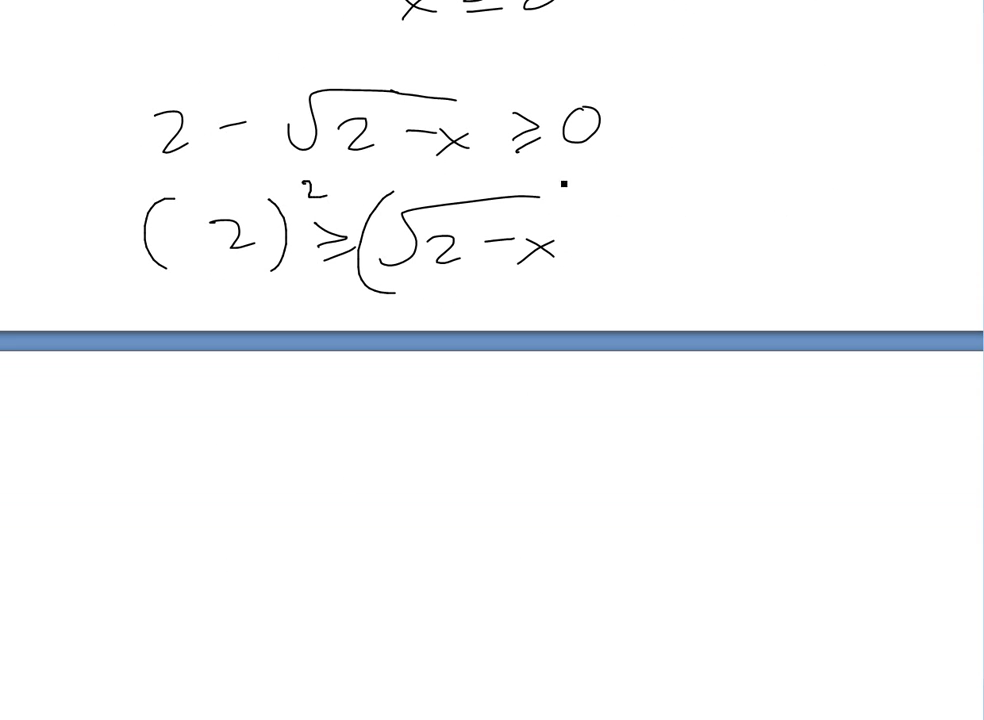 2 - √2-x ≥ 0
(2)² ≥ (√2-x